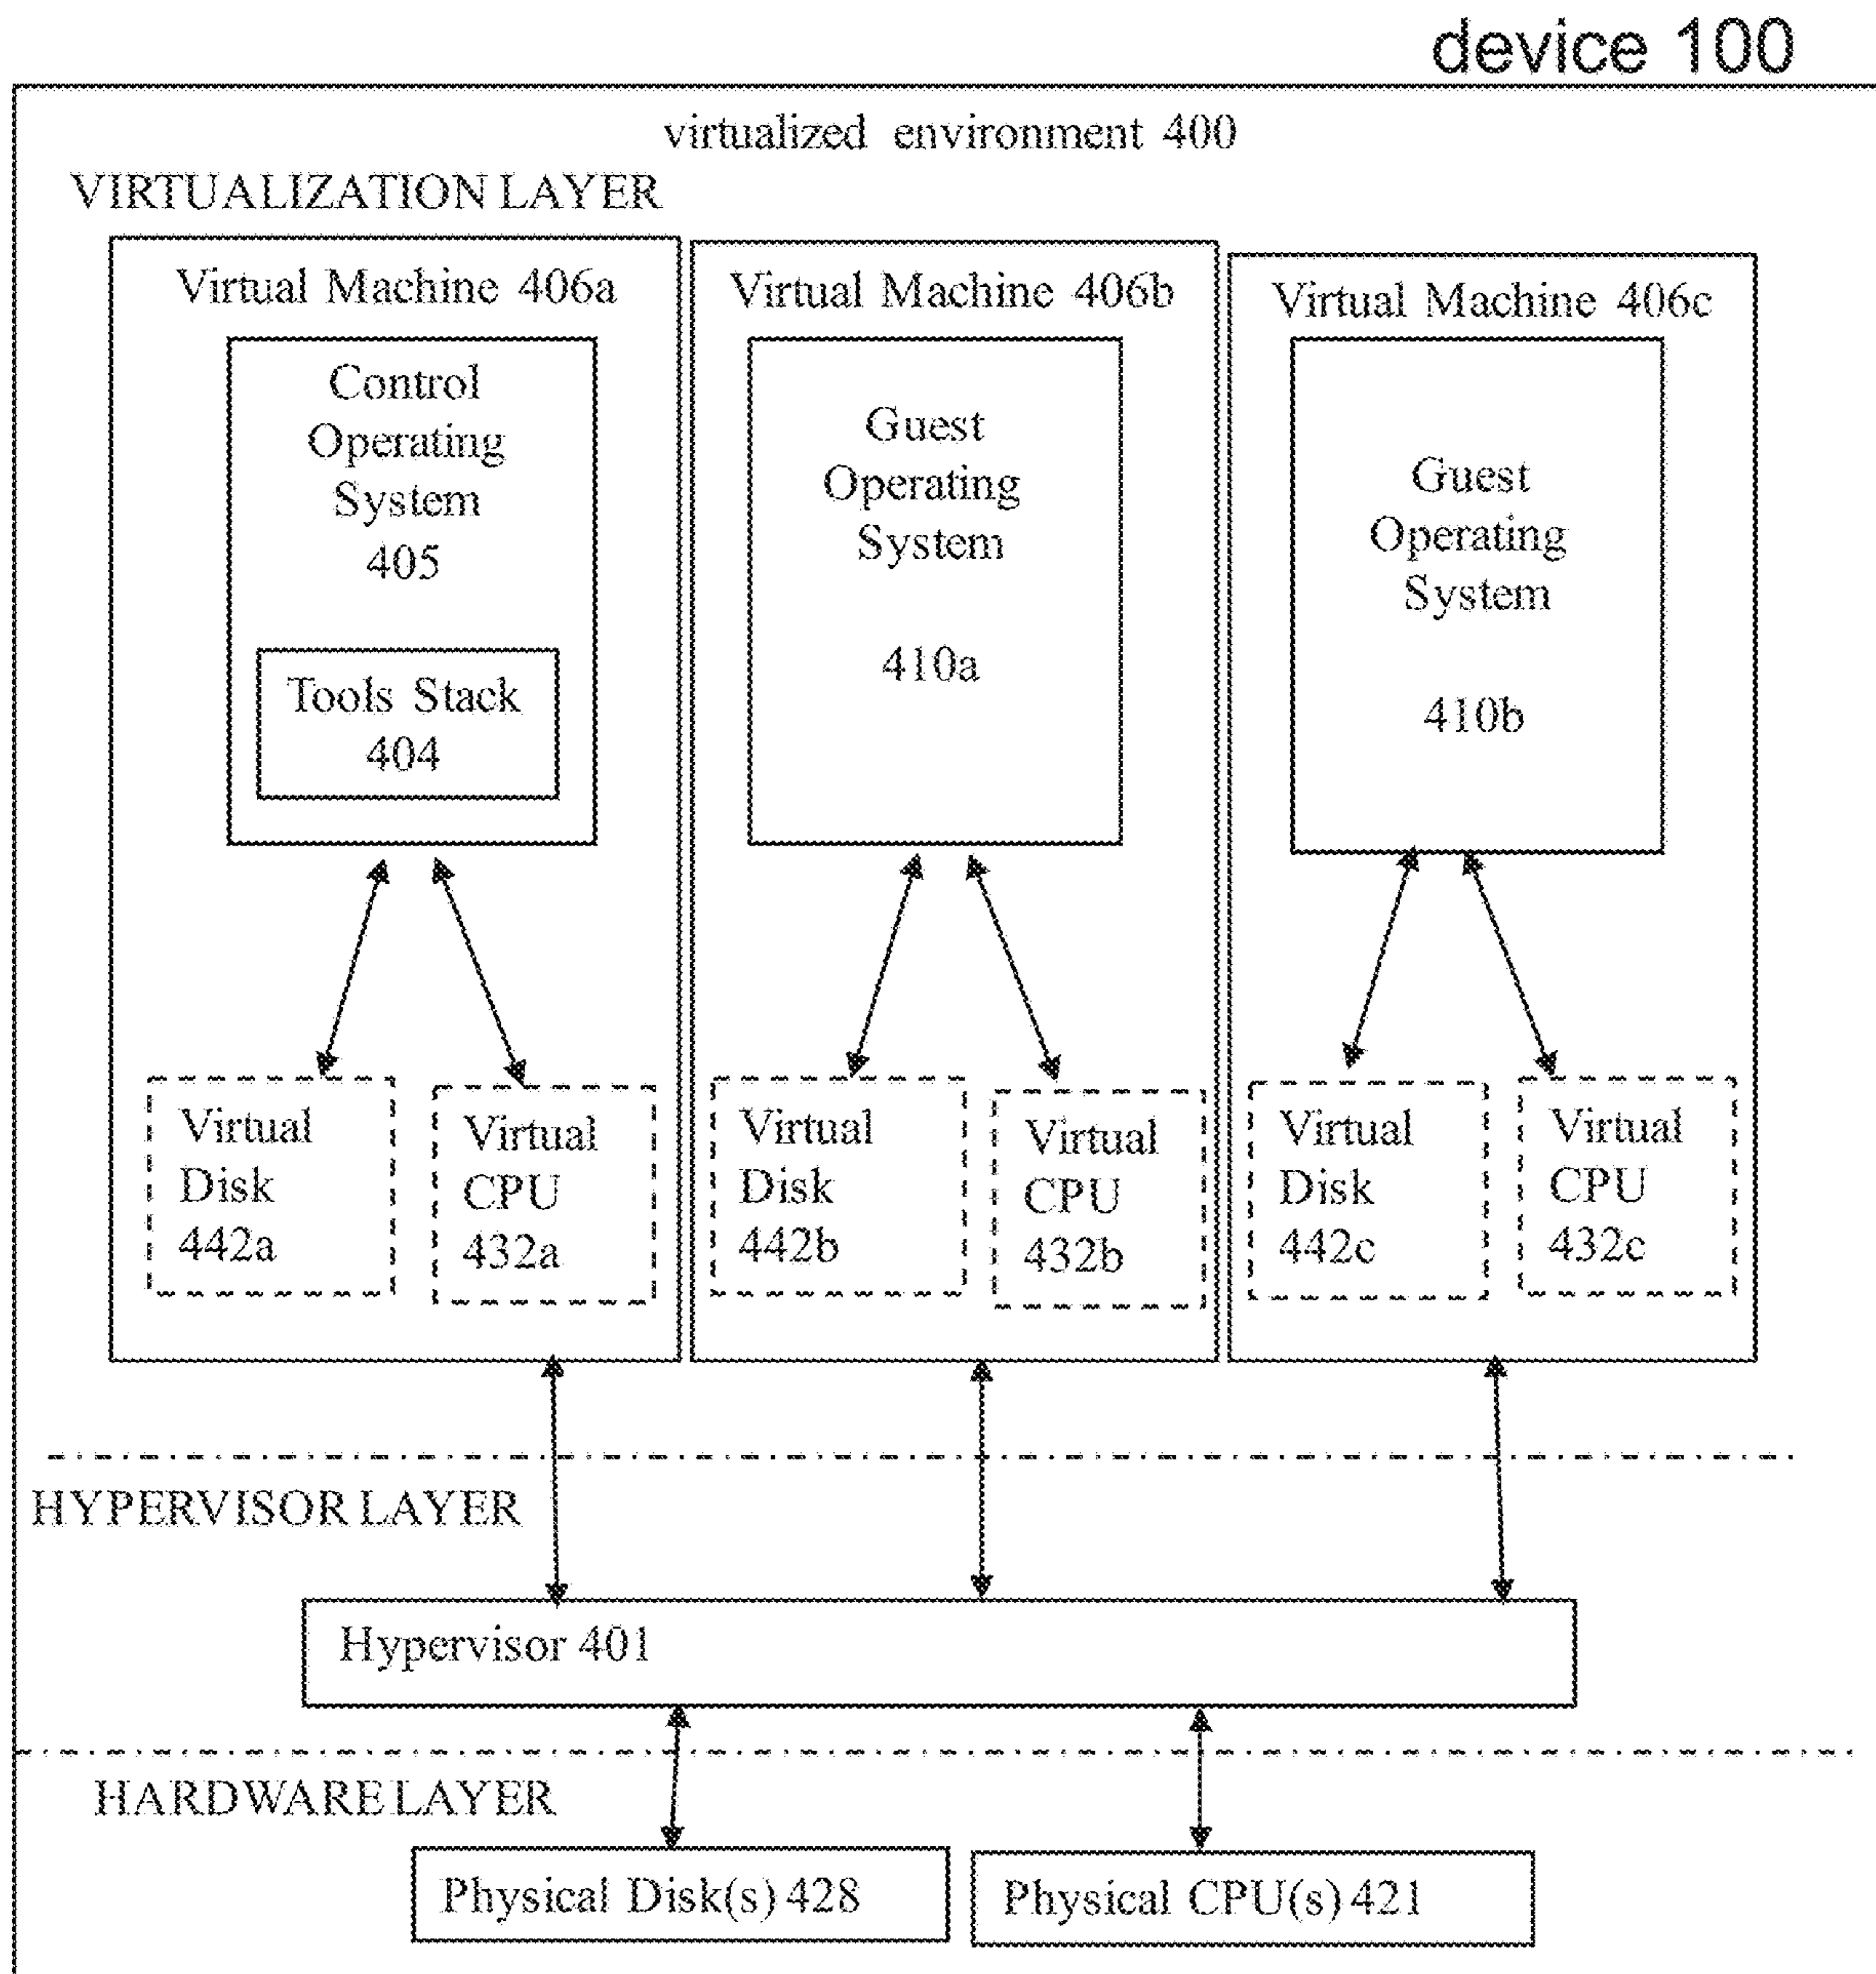 device 100
virtualized environment 400
VIRTUALIZATION LAYER
Virtual Machine 406a
Control
Operating
System
405
Tools Stack
404
Virtual
Disk
442a
Virtual
CPU
432a
Virtual Machine 406b
Guest
Operating
System
410a
Virtual
Disk
442b
Virtual
CPU
432b
Virtual Machine 406c
Guest
Operating
System
410b
Virtual
Disk
442c
Virtual
CPU
432c
HYPERVISOR LAYER
Hypervisor 401
HARDWARE LAYER
Physical Disk(s) 428
Physical CPU(s) 421